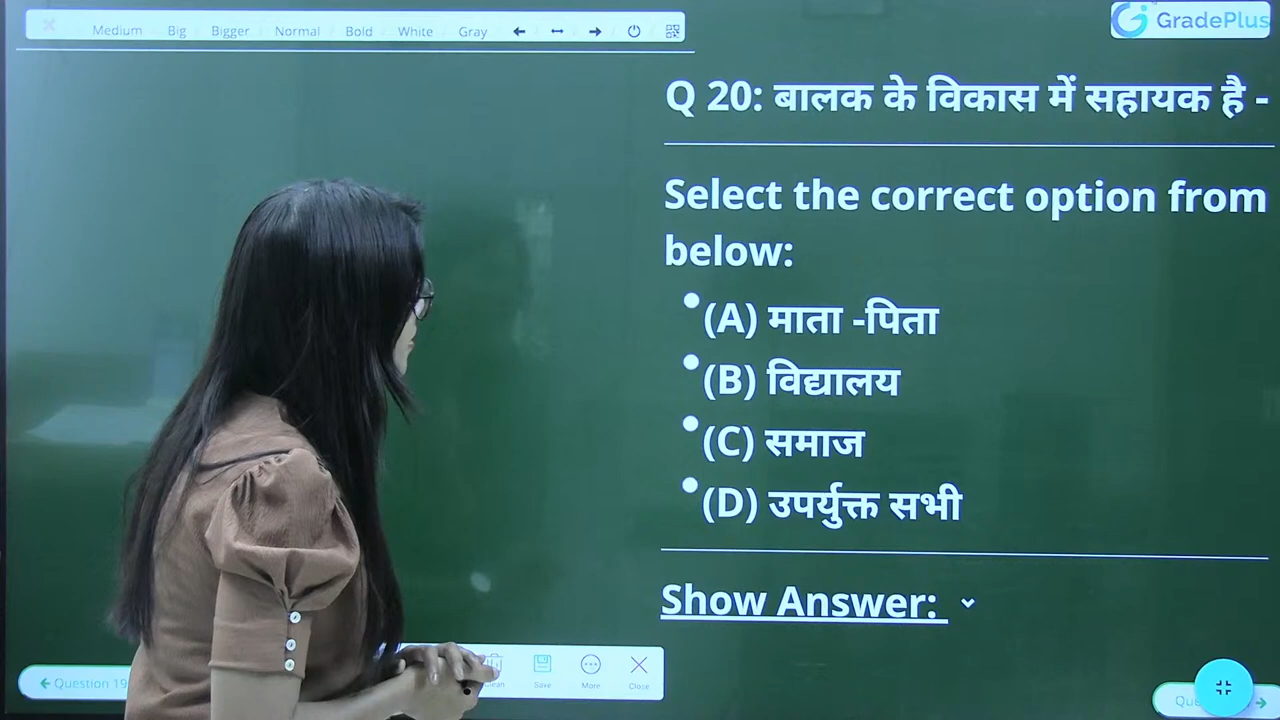 Medium Big Bigger Normal Bold White Gray
GradePlus
Q 20: बालक के विकास में सहायक है -
Select the correct option from
below:
(A) माता -पिता
(B) विद्यालय
(C) समाज
(D) उपर्युक्त सभी
Show Answer:
Save More Close
Question 19